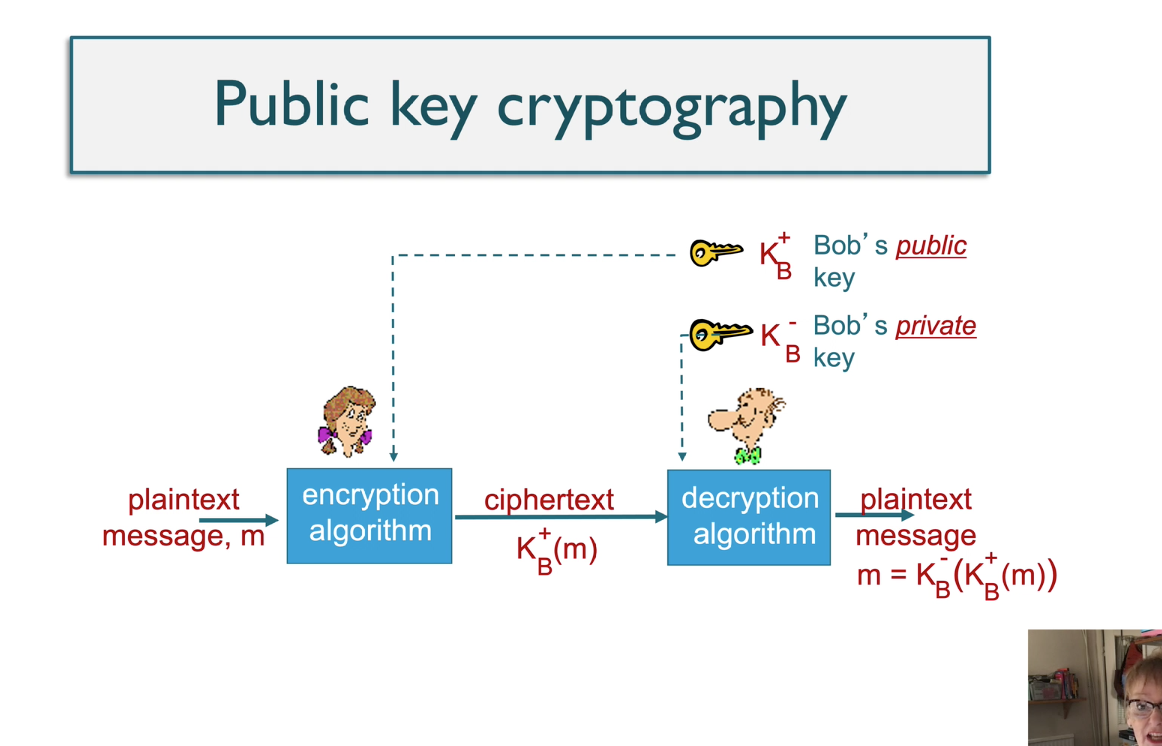 Public key cryptography
K_B^+ Bob's public
key
K_B^- Bob's private
key
plaintext
message, m
encryption
algorithm
ciphertext
K_B^+(m)
decryption
algorithm
plaintext
message
m = K_B^-(K_B^+(m))